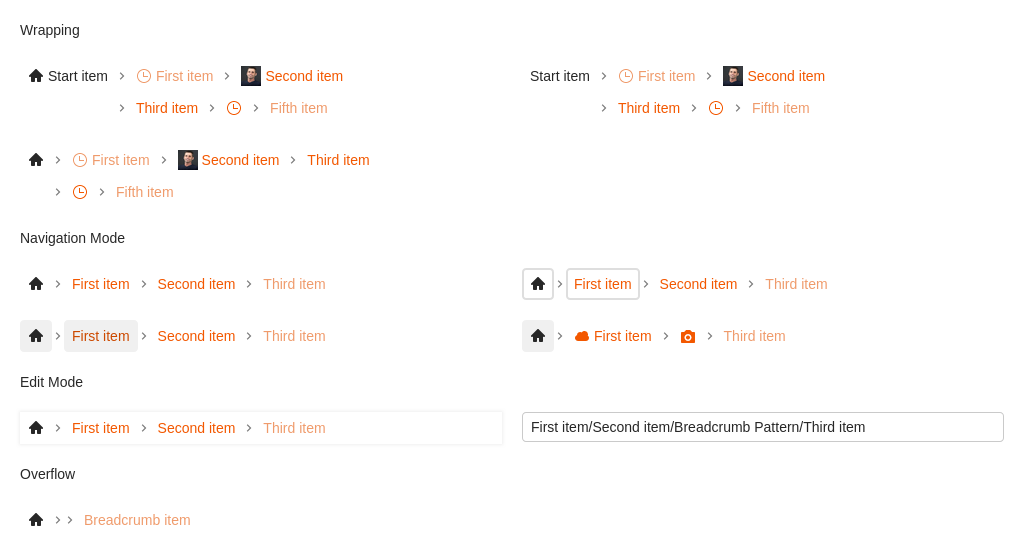 Wrapping
Start item First item Second item
Third item Fifth item
Start item First item Second item
Third item Fifth item
First item Second item Third item
Fifth item
Navigation Mode
First item Second item Third item
First item Second item Third item
First item Second item Third item
First item Third item
Edit Mode
First item Second item Third item
First item/Second item/Breadcrumb Pattern/Third item
Overflow
Breadcrumb item